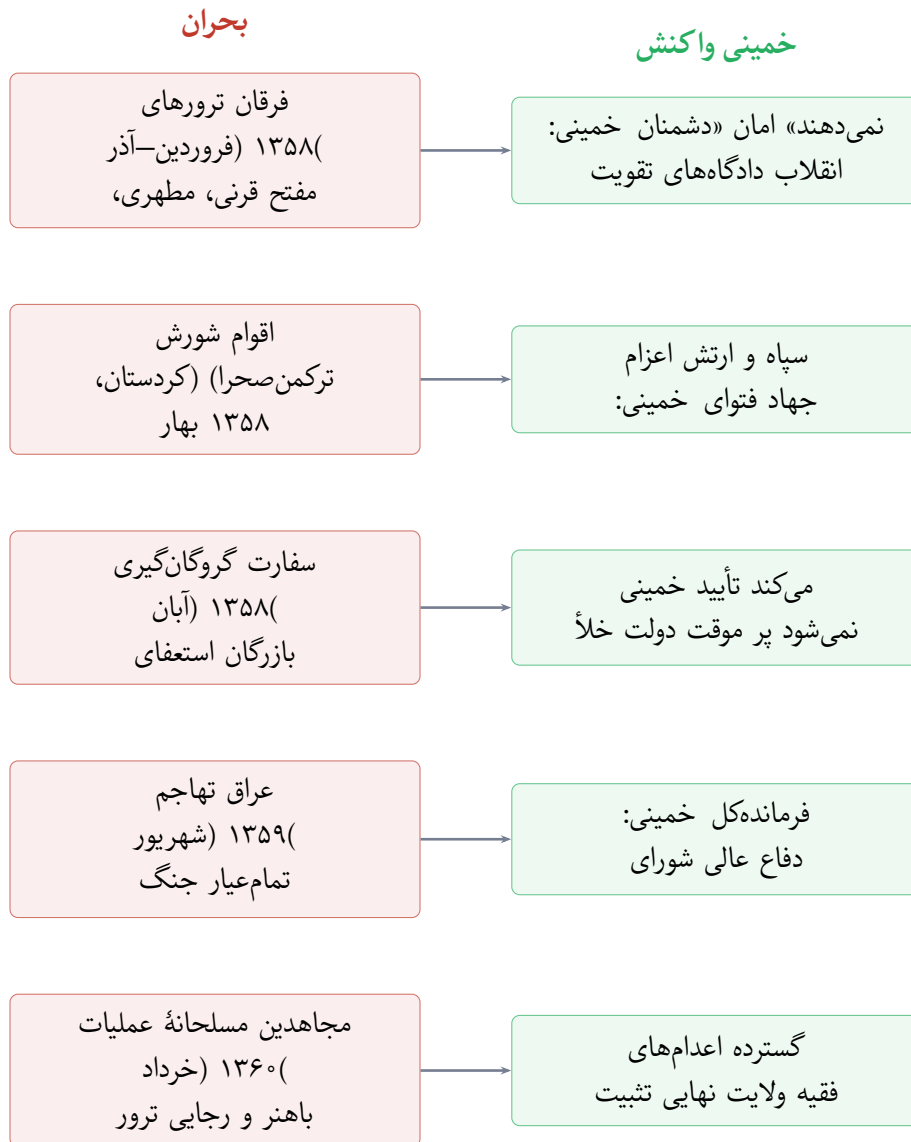 بحران
خمینی واکنش
فرقان ترورهای
)۱۳۵۸ (فروردین–آذر
مفتح قرنی، مطهری،
نمی‌دهند» امان «دشمنان خمینی:
انقلاب دادگاه‌های تقویت
اقوام شورش
ترکمن‌صحرا) (کردستان،
۱۳۵۸ بهار
سپاه و ارتش اعزام
جهاد فتوای خمینی:
سفارت گروگان‌گیری
)۱۳۵۸ (آبان
بازرگان استعفای
می‌کند تأیید خمینی
نمی‌شود پر موقت دولت خلأ
عراق تهاجم
)۱۳۵۹ (شهریور
تمام‌عیار جنگ
فرمانده‌کل خمینی:
دفاع عالی شورای
مجاهدین مسلحانهٔ عملیات
)۱۳۶۰ (خرداد
باهنر و رجایی ترور
گسترده اعدام‌های
فقیه ولایت نهایی تثبیت